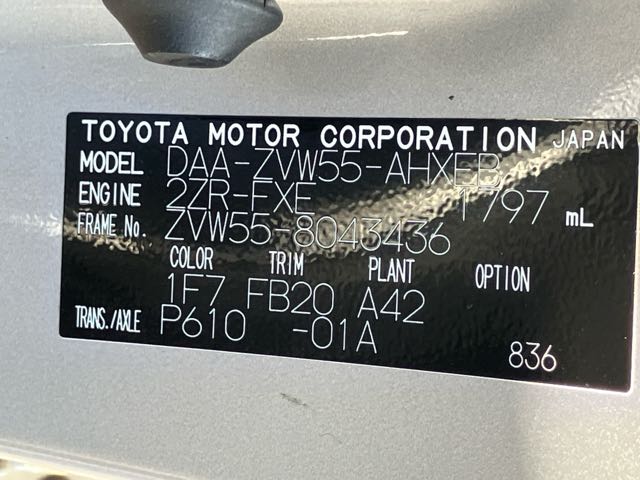 TOYOTA MOTOR CORPORATION JAPAN
MODEL DAA-ZVW55-AHXEB
ENGINE 2ZR-FXE 1797 mL
FRAME No. ZVW55-8043436
COLOR TRIM PLANT OPTION
1F7 FB20 A42
TRANS./AXLE P610 -01A
836